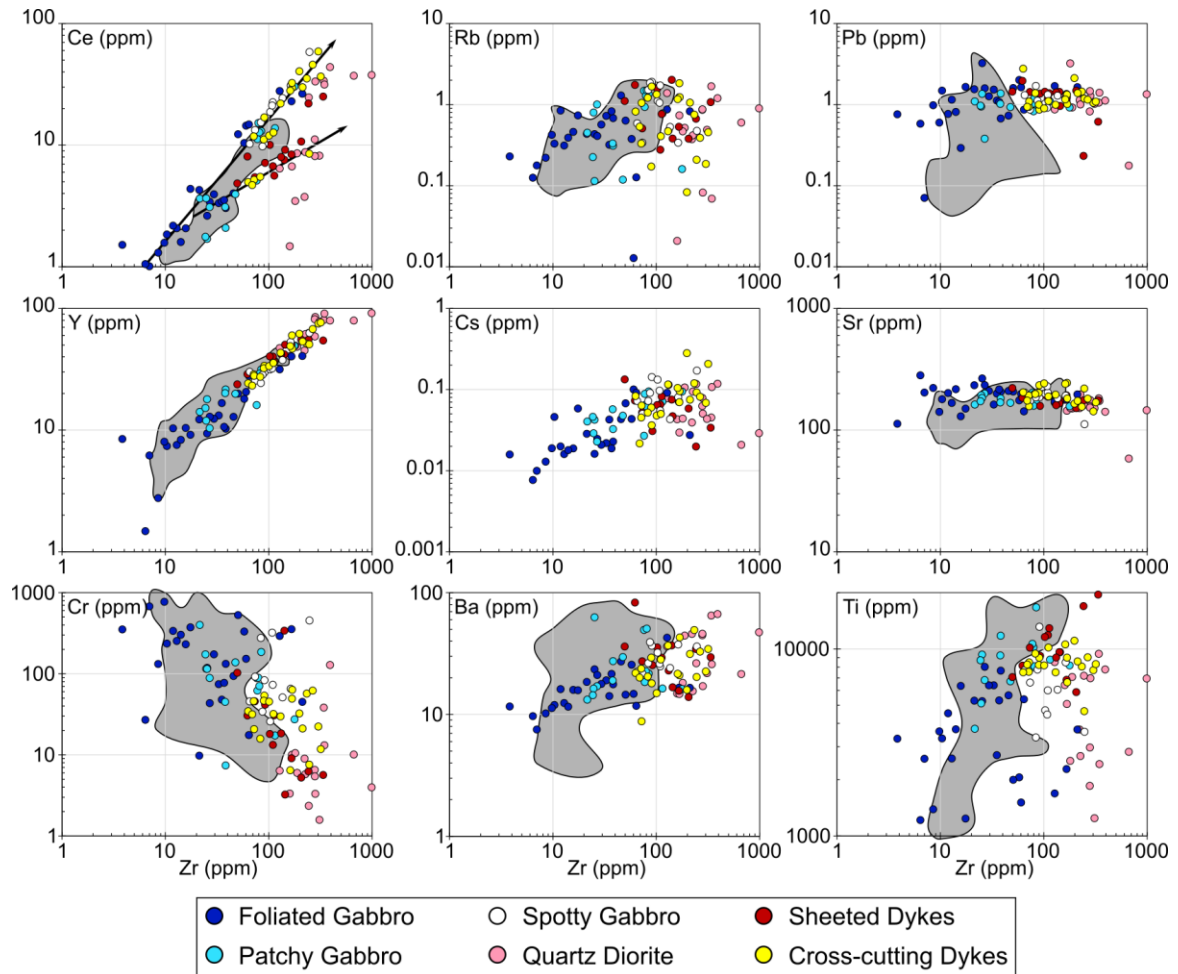 100 Ce (ppm) 10 Rb (ppm) 10 Pb (ppm)
10 1 1
0.1 0.1
1 0.01 0.01
1 10 100 1000 1 10 100 1000 1 10 100 1000
100 Y (ppm) 1 Cs (ppm) 1000 Sr (ppm)
0.1
10 100
0.01
1 0.001 10
1 10 100 1000 1 10 100 1000 1 10 100 1000
1000 Cr (ppm) 100 Ba (ppm) Ti (ppm)
10000
100
10
10
1 1 1000
1 10 100 1000 1 10 100 1000 1 10 100 1000
Zr (ppm) Zr (ppm) Zr (ppm)
Foliated Gabbro Spotty Gabbro Sheeted Dykes
Patchy Gabbro Quartz Diorite Cross-cutting Dykes